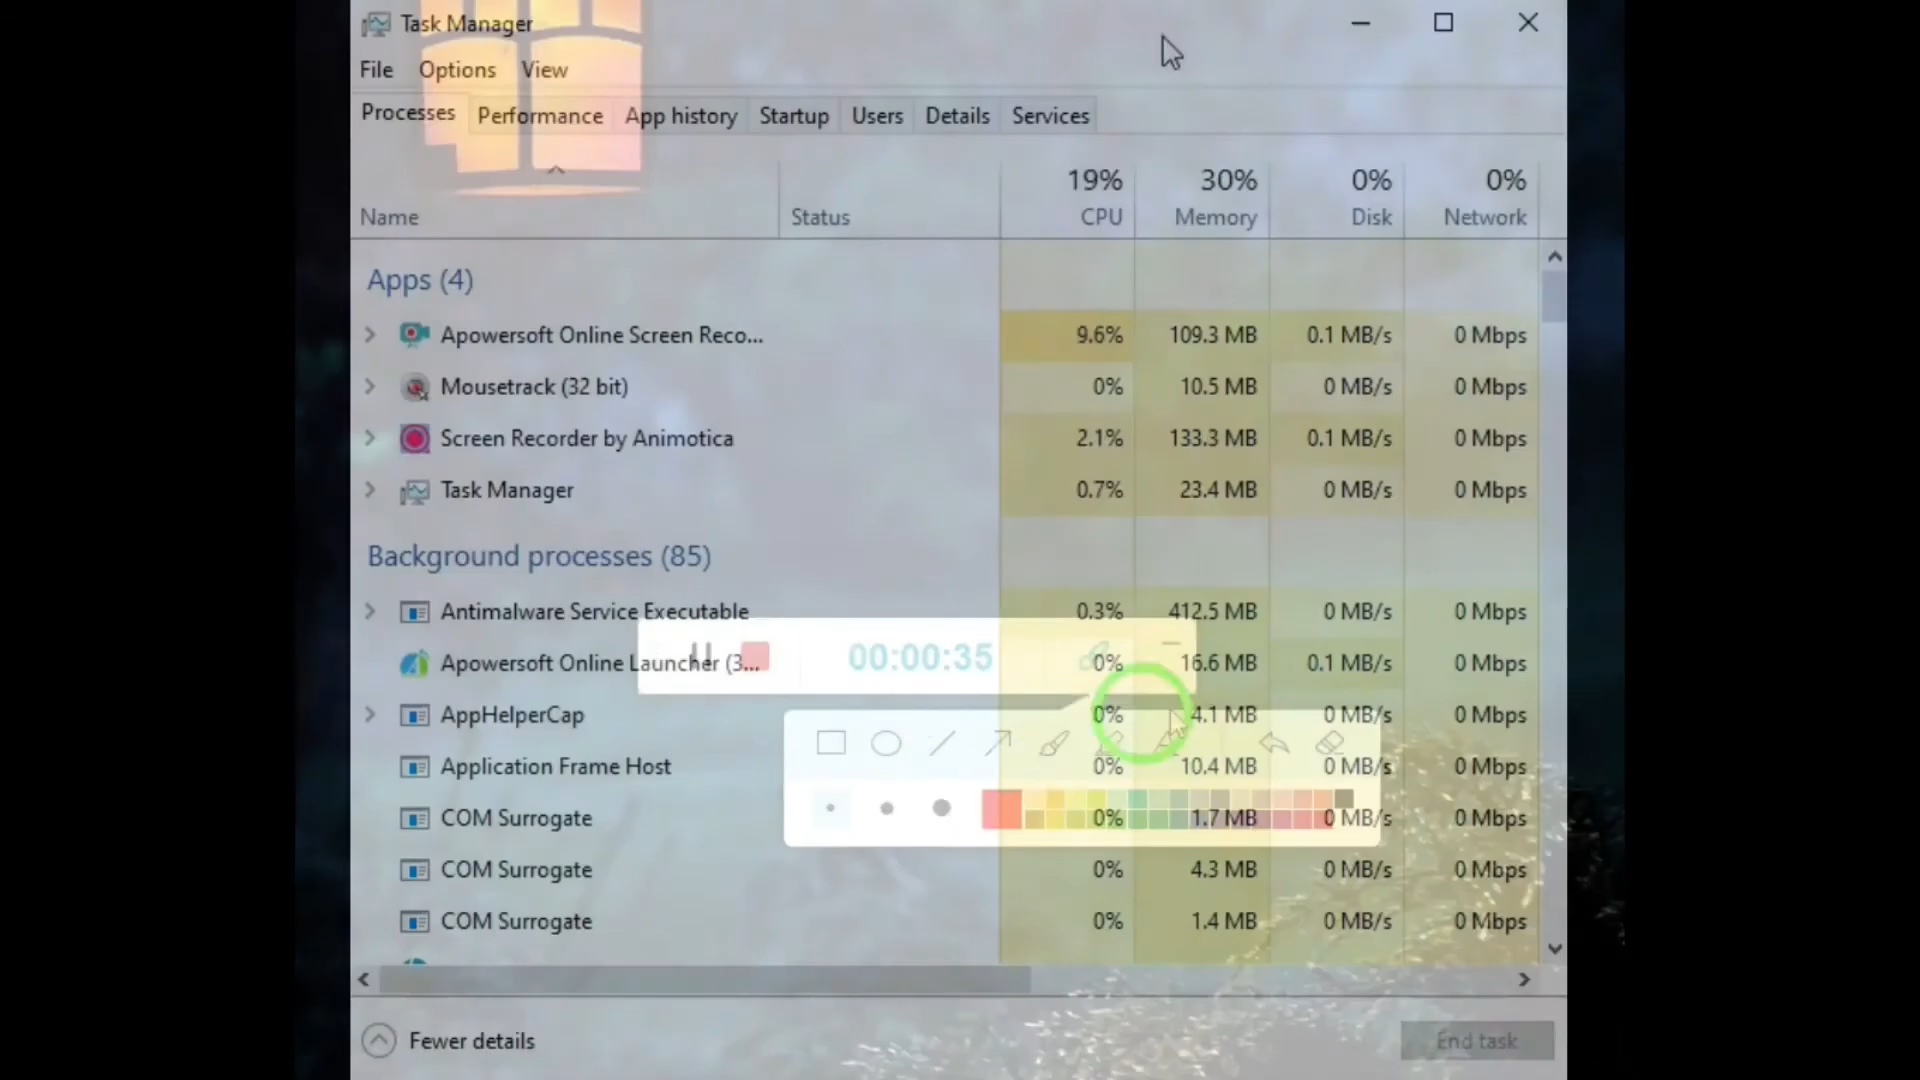 Task Manager
File Options View
Processes Performance App history Startup Users Details Services
19% 30% 0% 0%
Name Status CPU Memory Disk Network
Apps (4)
Apowersoft Online Screen Reco... 9.6% 109.3 MB 0.1 MB/s 0 Mbps
Mousetrack (32 bit) 0% 10.5 MB 0 MB/s 0 Mbps
Screen Recorder by Animotica 2.1% 133.3 MB 0.1 MB/s 0 Mbps
Task Manager 0.7% 23.4 MB 0 MB/s 0 Mbps
Background processes (85)
Antimalware Service Executable 0.3% 412.5 MB 0 MB/s 0 Mbps
00:00:35
Apowersoft Online Launcher (3... 0% 16.6 MB 0.1 MB/s 0 Mbps
AppHelperCap 0% 4.1 MB 0 MB/s 0 Mbps
Application Frame Host 0% 10.4 MB 0 MB/s 0 Mbps
COM Surrogate 0% 1.7 MB 0 MB/s 0 Mbps
COM Surrogate 0% 4.3 MB 0 MB/s 0 Mbps
COM Surrogate 0% 1.4 MB 0 MB/s 0 Mbps
Fewer details End task